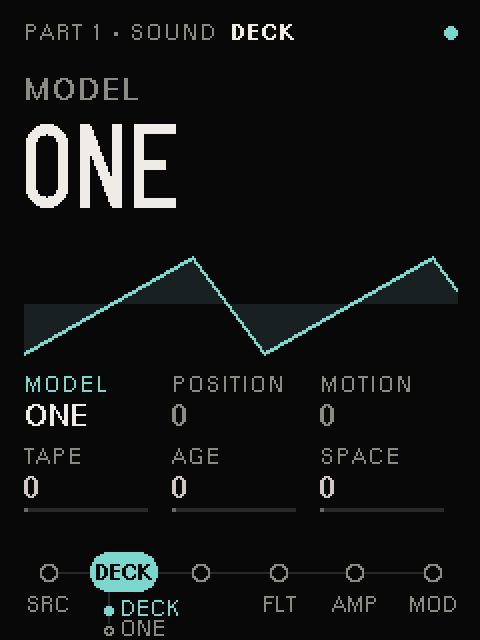 PART 1 · SOUND DECK
MODEL
ONE
MODEL POSITION MOTION
ONE 0 0
TAPE AGE SPACE
0 0 0
DECK
SRC DECK FLT AMP MOD
ONE